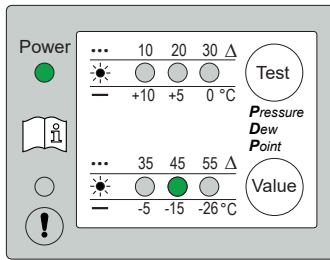 Power
••• 10 20 30 Δ
Test
— +10 +5 0 °C
Pressure
Dew
Point
i
••• 35 45 55 Δ
Value
— -5 -15 -26 °C
!